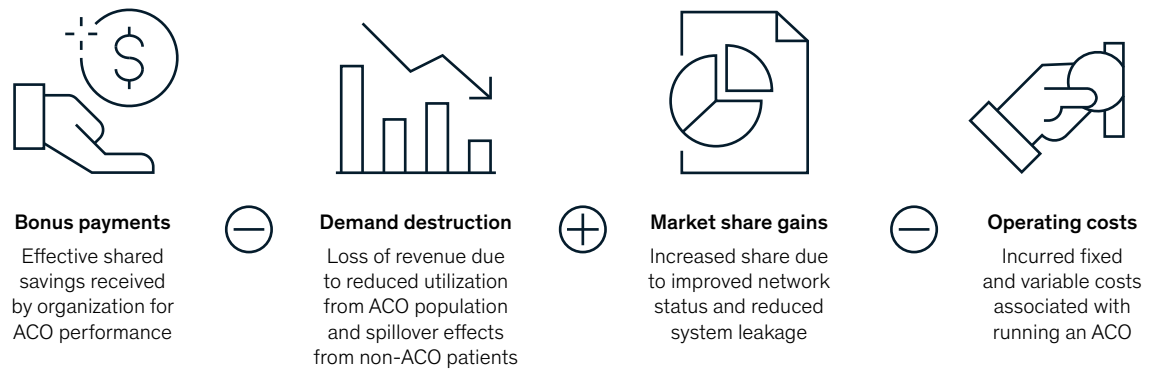 $
Bonus payments
Effective shared
savings received
by organization for
ACO performance
−
Demand destruction
Loss of revenue due
to reduced utilization
from ACO population
and spillover effects
from non-ACO patients
+
Market share gains
Increased share due
to improved network
status and reduced
system leakage
−
Operating costs
Incurred fixed
and variable costs
associated with
running an ACO